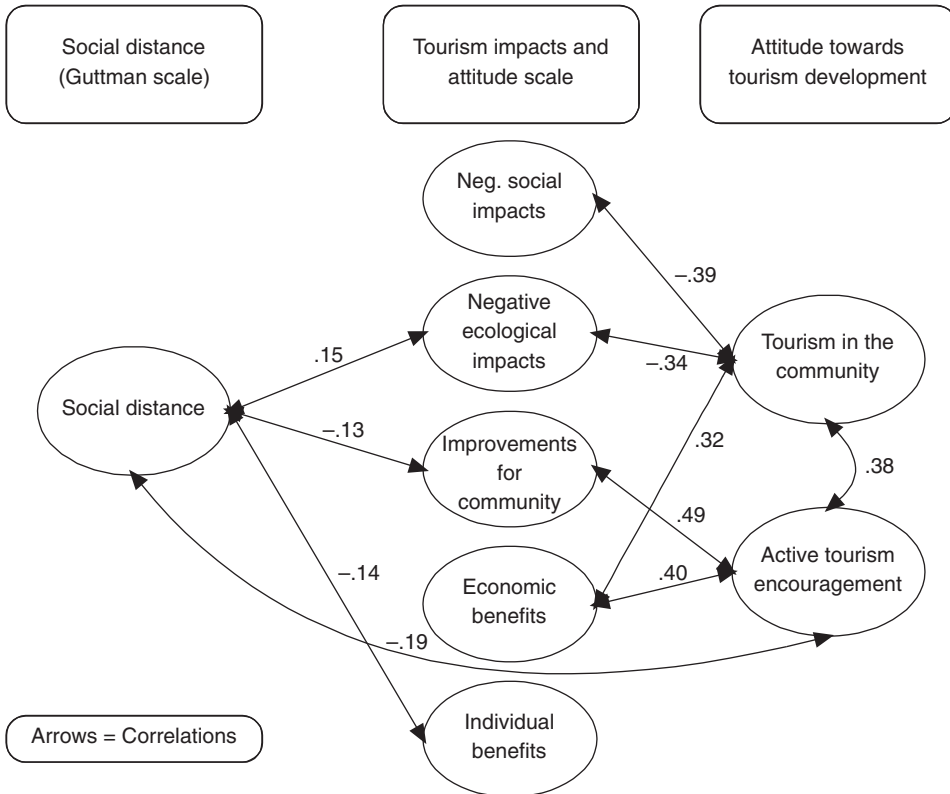 Social distance
(Guttman scale)
Tourism impacts and
attitude scale
Attitude towards
tourism development
Neg. social
impacts
–.39
Negative
ecological
impacts
Tourism in the
community
.15
–.34
Social distance
–.13
.32
Improvements
for
community
.38
.49
–.14
.40
Economic
benefits
Active tourism
encouragement
–.19
Individual
benefits
Arrows = Correlations